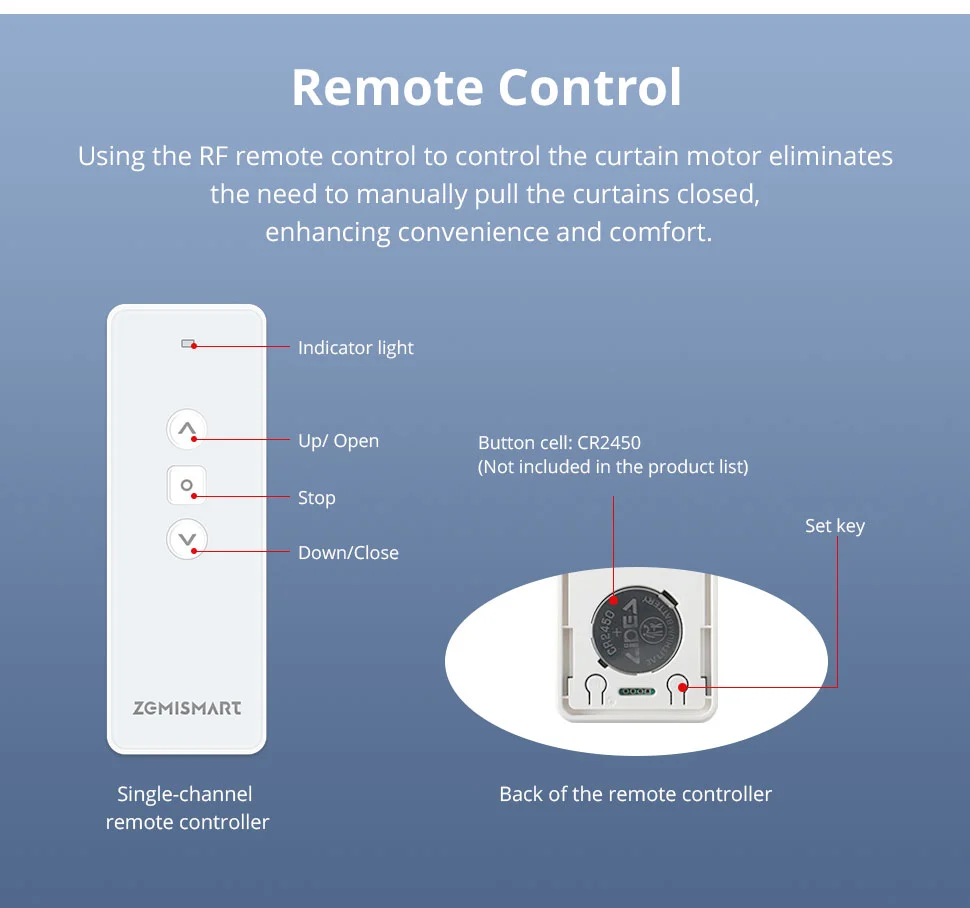 Remote Control
Using the RF remote control to control the curtain motor eliminates
the need to manually pull the curtains closed,
enhancing convenience and comfort.
Indicator light
Up/ Open
Stop
Down/Close
ZEMISMART
Single-channel
remote controller
Button cell: CR2450
(Not included in the product list)
Set key
CR2450
+
BATTERY
Back of the remote controller